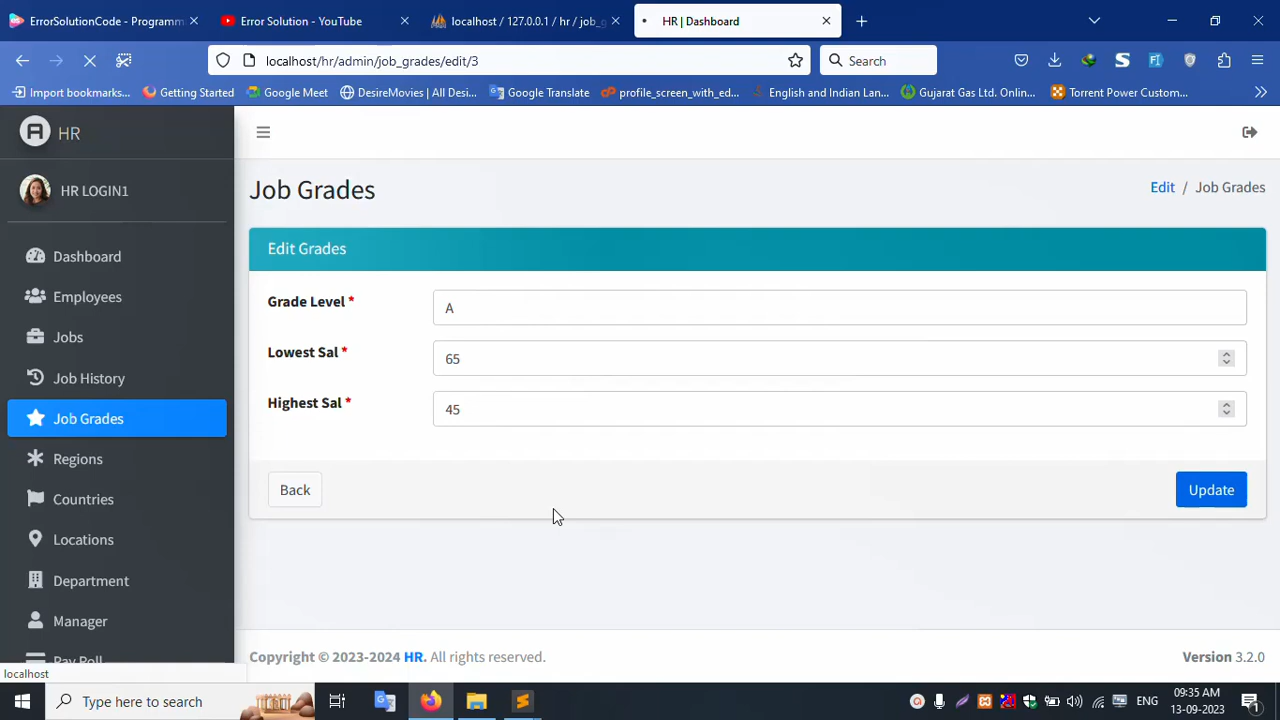 ErrorSolutionCode - Programm
Error Solution - YouTube
localhost / 127.0.0.1 / hr / job_g
HR | Dashboard
localhost/hr/admin/job_grades/edit/3
Search
Import bookmarks...
Getting Started
Google Meet
DesireMovies | All Desi...
Google Translate
profile_screen_with_ed...
English and Indian Lan...
Gujarat Gas Ltd. Onlin...
Torrent Power Custom...
HR
HR LOGIN1
Dashboard
Employees
Jobs
Job History
Job Grades
Regions
Countries
Locations
Department
Manager
Pay Roll
Job Grades
Edit / Job Grades
Edit Grades
Grade Level *
A
Lowest Sal *
65
Highest Sal *
45
Back
Update
Copyright © 2023-2024 HR. All rights reserved.
Version 3.2.0
localhost
Type here to search
ENG
09:35 AM
13-09-2023
1